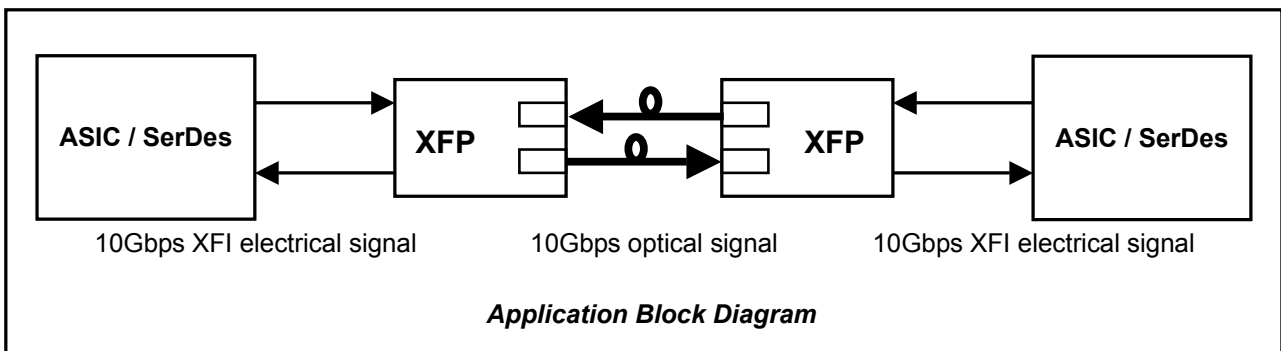 ASIC / SerDes
XFP
XFP
ASIC / SerDes
10Gbps XFI electrical signal
10Gbps optical signal
10Gbps XFI electrical signal
Application Block Diagram